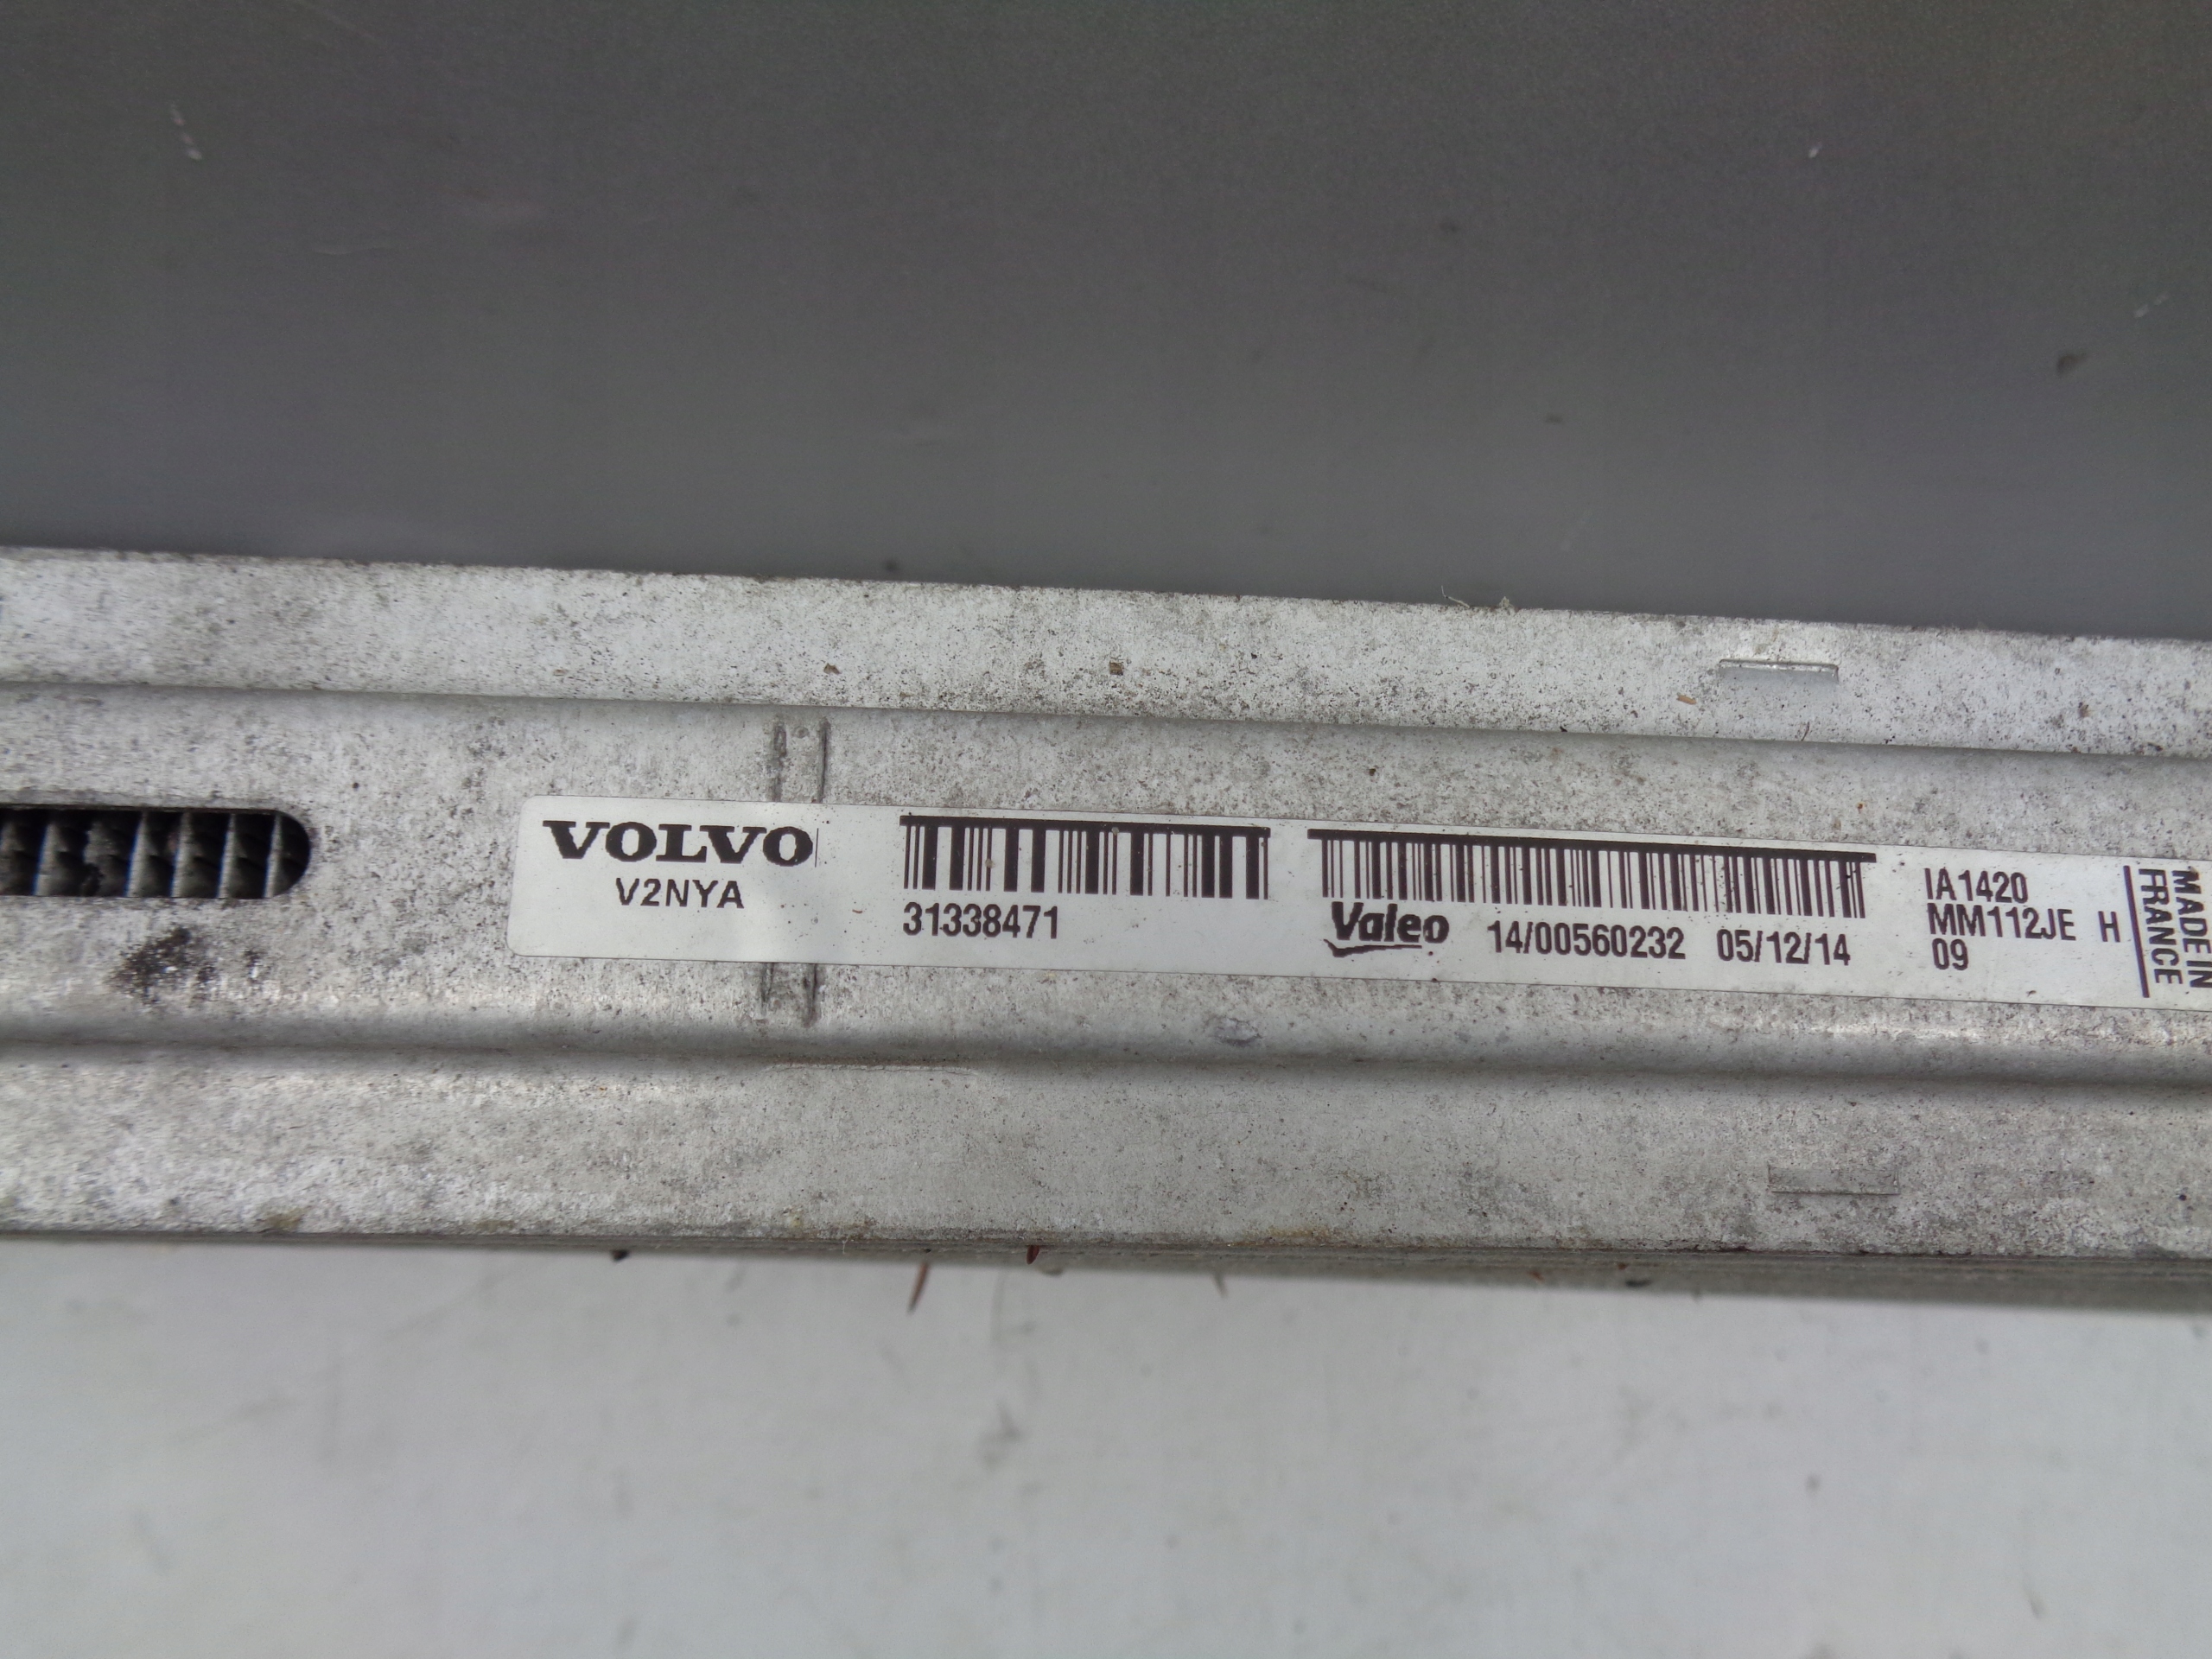 VOLVO
V2NYA
31338471
Valeo 14/00560232 05/12/14
IA1420
MM112JE H
09
MADE IN
FRANCE